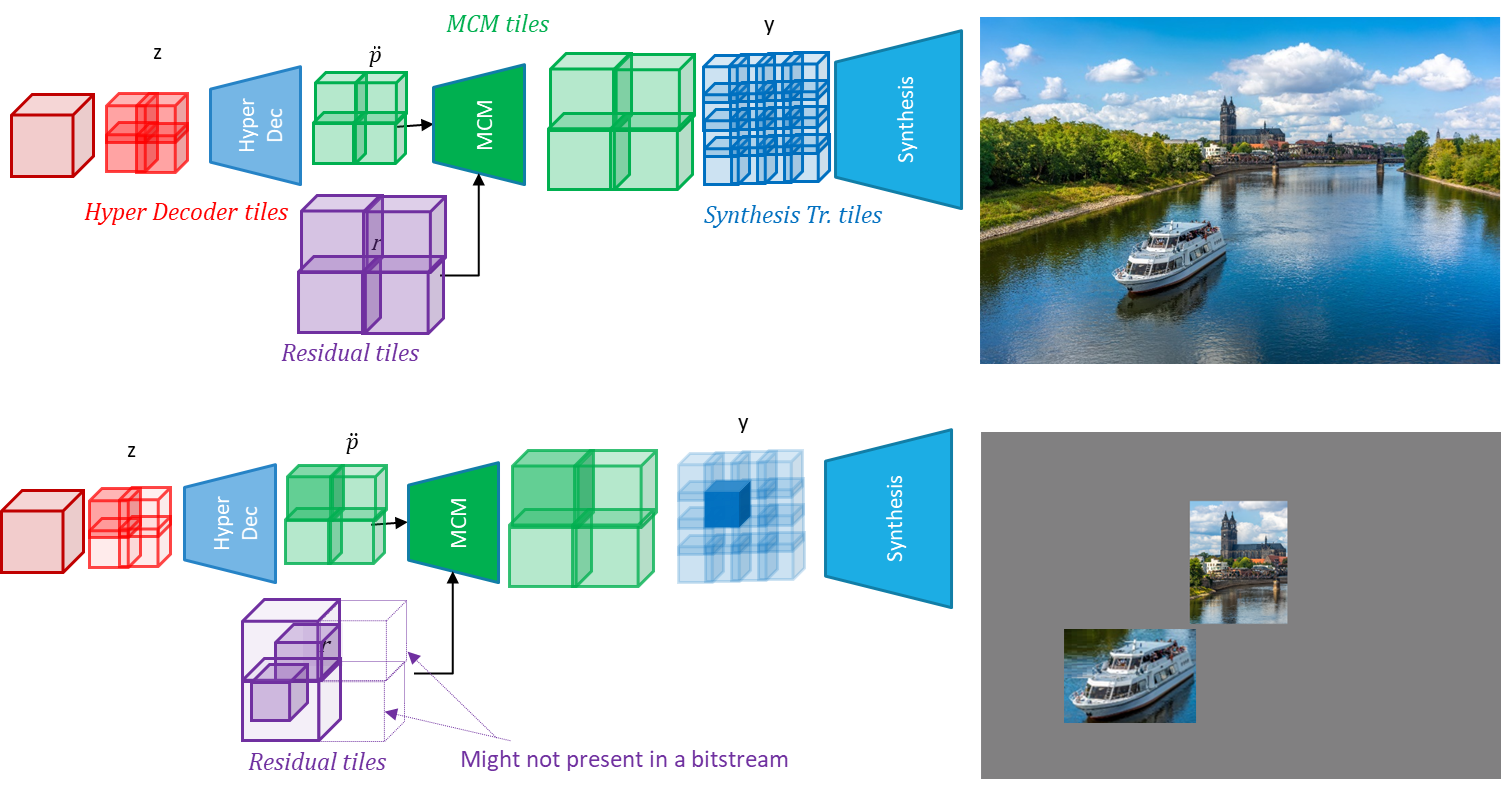 MCM tiles
z
p̈
y
Hyper
Dec
MCM
Synthesis
Hyper Decoder tiles
r
Synthesis Tr. tiles
Residual tiles
z
p̈
y
Hyper
Dec
MCM
Synthesis
r
Residual tiles
Might not present in a bitstream